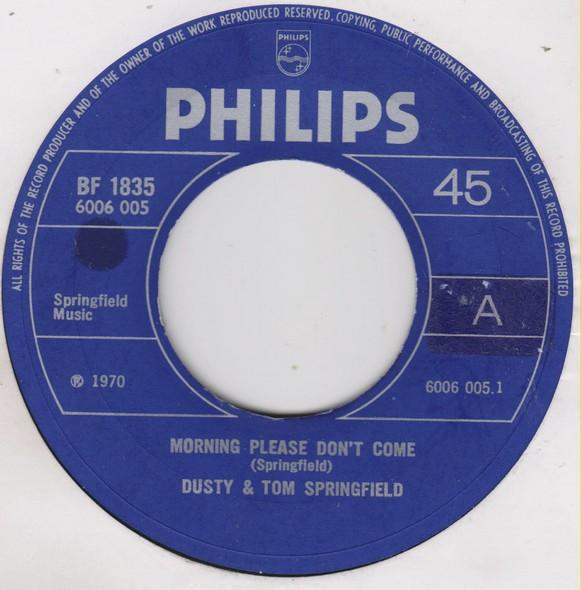 ALL RIGHTS OF THE RECORD PRODUCER AND OF THE OWNER OF THE WORK REPRODUCED RESERVED. COPYING, PUBLIC PERFORMANCE AND BROADCASTING OF THIS RECORD PROHIBITED
PHILIPS
PHILIPS
BF 1835
6006 005
45
Springfield
Music
A
℗ 1970
6006 005.1
MORNING PLEASE DON'T COME
(Springfield)
DUSTY & TOM SPRINGFIELD